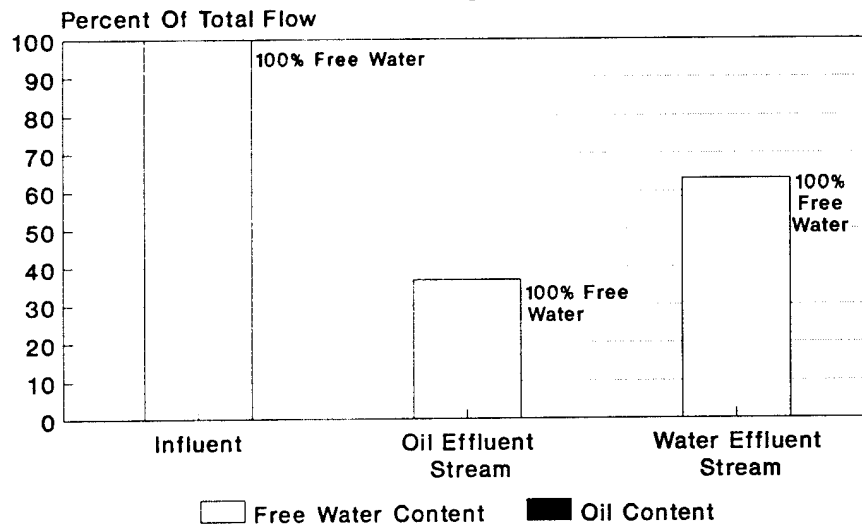 Percent Of Total Flow
100
90
80
70
60
50
40
30
20
10
0
100% Free Water
100% Free
Water
100%
Free
Water
Influent
Oil Effluent
Stream
Water Effluent
Stream
Free Water Content
Oil Content